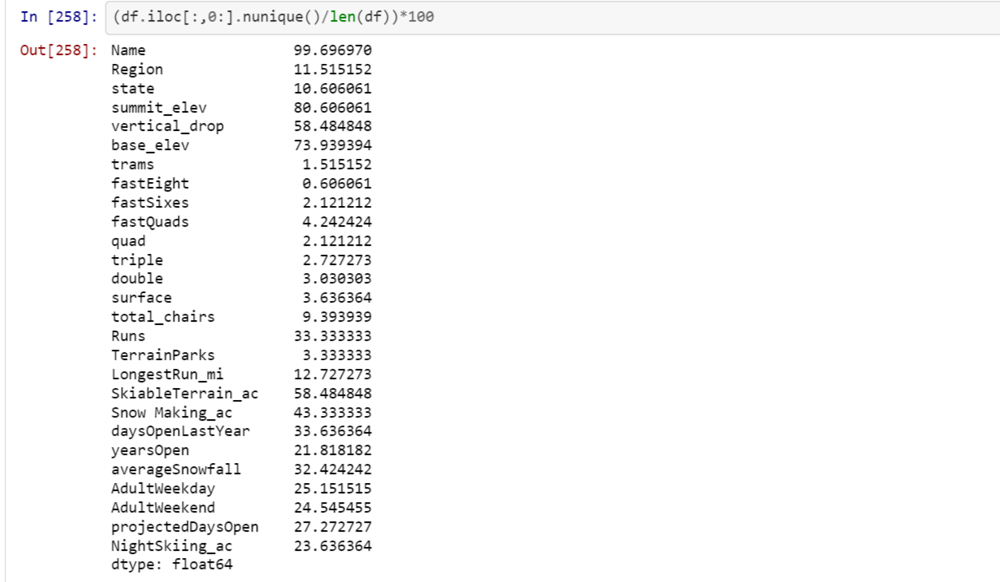 In [258]: (df.iloc[:,0:].nunique()/len(df))*100
Out[258]: Name 99.696970
Region 11.515152
state 10.606061
summit_elev 80.606061
vertical_drop 58.484848
base_elev 73.939394
trams 1.515152
fastEight 0.606061
fastSixes 2.121212
fastQuads 4.242424
quad 2.121212
triple 2.727273
double 3.030303
surface 3.636364
total_chairs 9.393939
Runs 33.333333
TerrainParks 3.333333
LongestRun_mi 12.727273
SkiableTerrain_ac 58.484848
Snow Making_ac 43.333333
daysOpenLastYear 33.636364
yearsOpen 21.818182
averageSnowfall 32.424242
AdultWeekday 25.151515
AdultWeekend 24.545455
projectedDaysOpen 27.272727
NightSkiing_ac 23.636364
dtype: float64